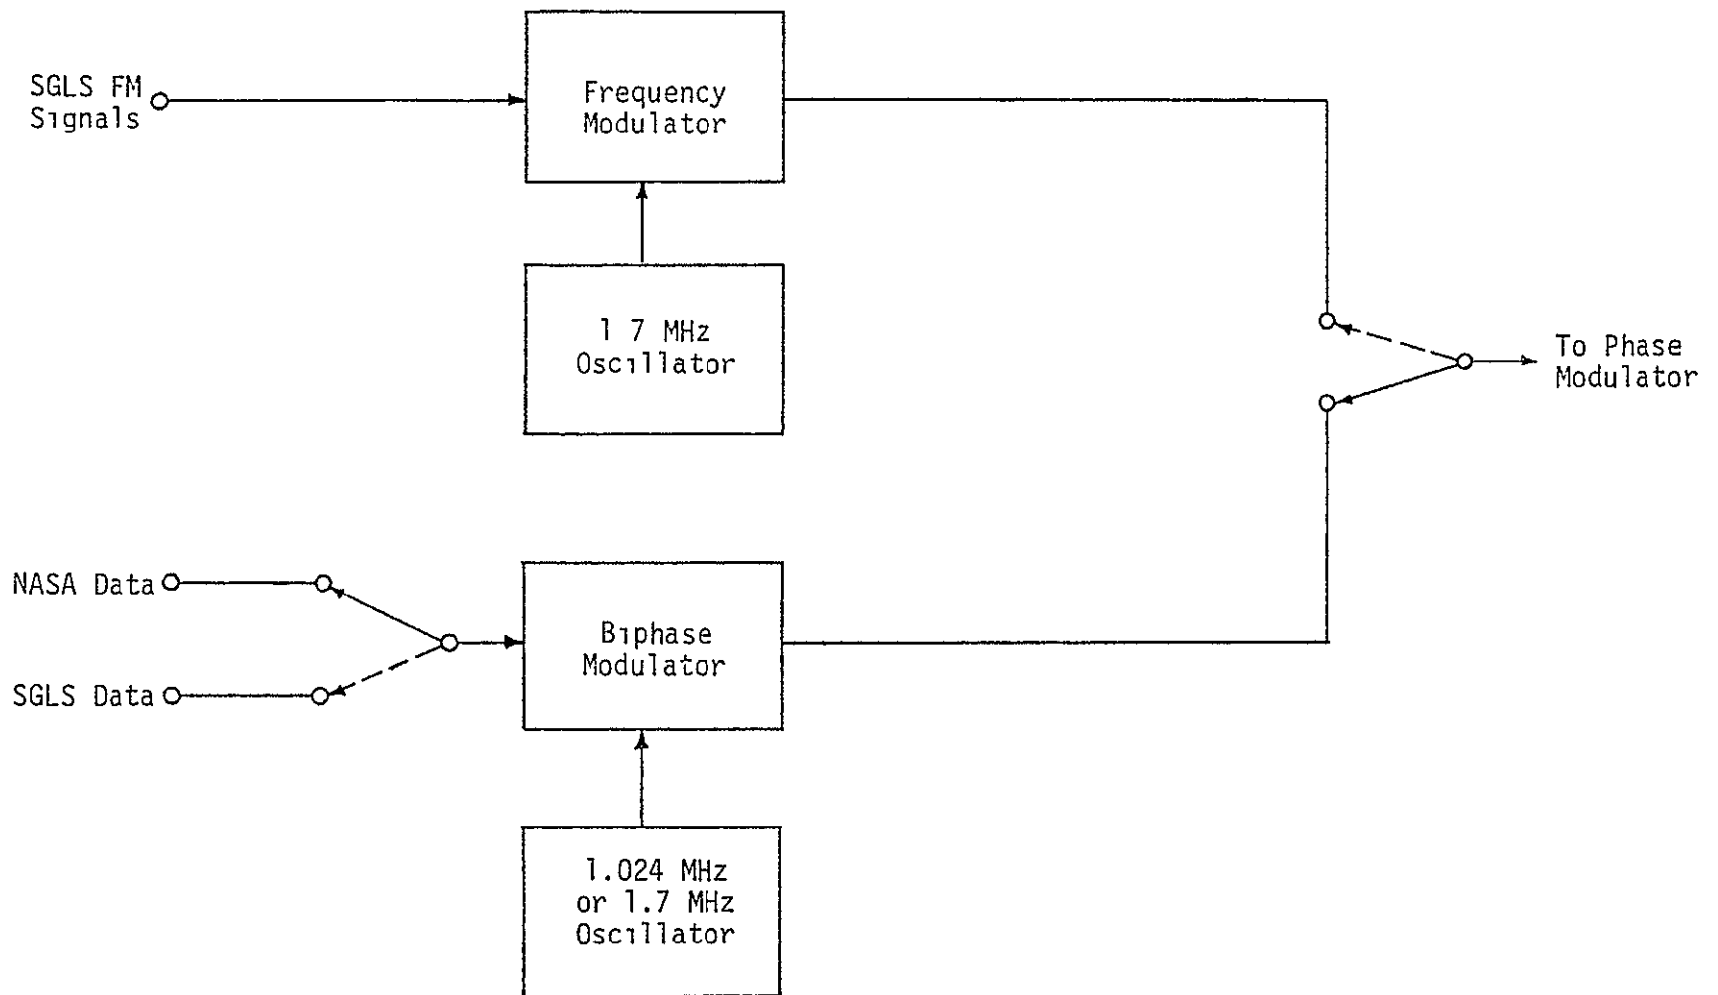 SGLS FM
Signals
Frequency
Modulator
1 7 MHz
Oscillator
To Phase
Modulator
NASA Data
SGLS Data
Biphase
Modulator
1.024 MHz
or 1.7 MHz
Oscillator